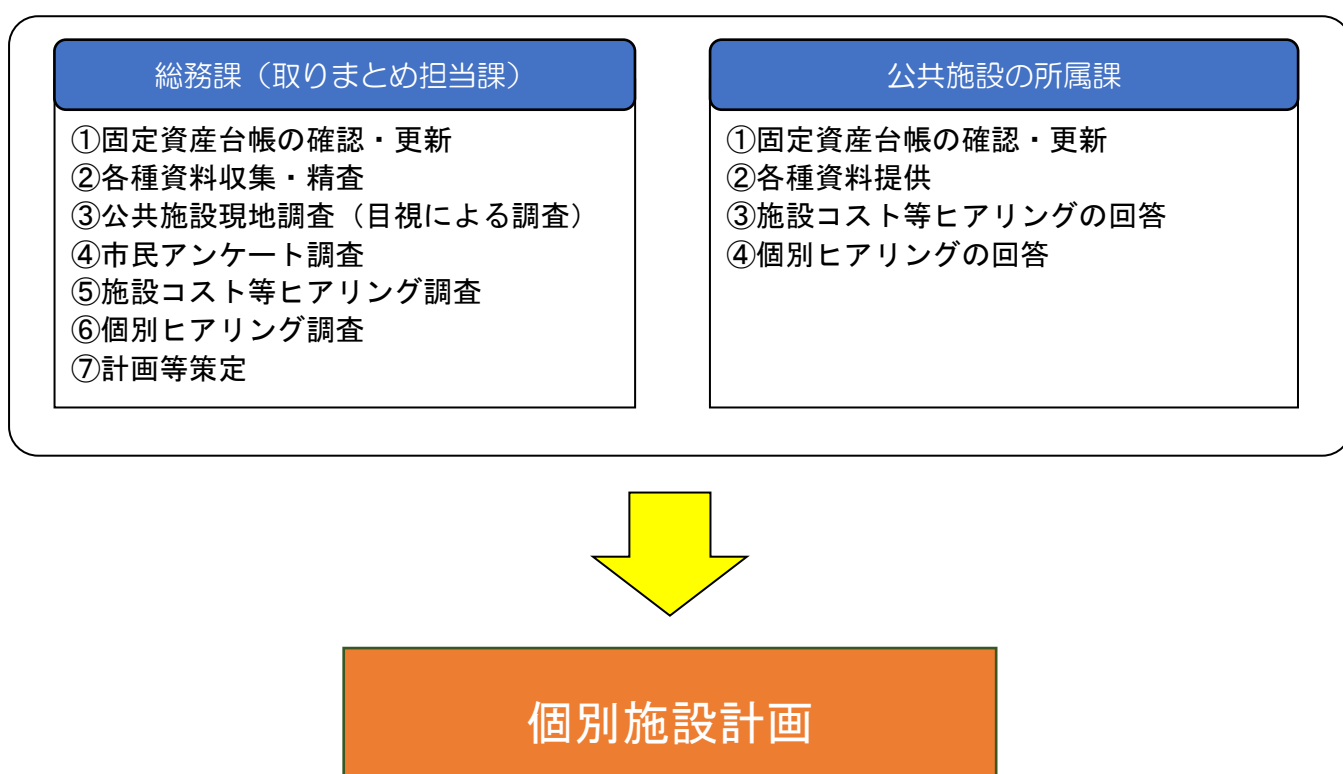 総務課（取りまとめ担当課）
①固定資産台帳の確認・更新
②各種資料収集・精査
③公共施設現地調査（目視による調査）
④市民アンケート調査
⑤施設コスト等ヒアリング調査
⑥個別ヒアリング調査
⑦計画等策定
公共施設の所属課
①固定資産台帳の確認・更新
②各種資料提供
③施設コスト等ヒアリングの回答
④個別ヒアリングの回答
個別施設計画